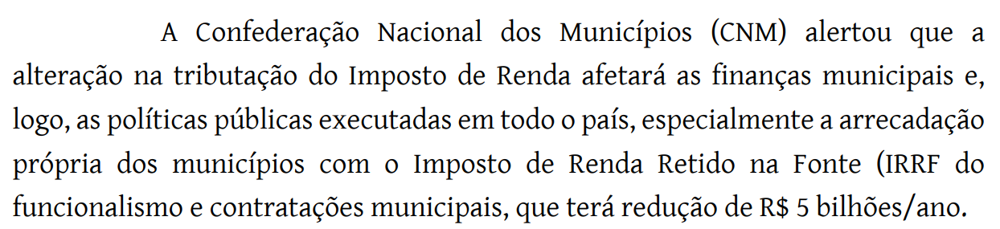 A Confederação Nacional dos Municípios (CNM) alertou que a
alteração na tributação do Imposto de Renda afetará as finanças municipais e,
logo, as políticas públicas executadas em todo o país, especialmente a arrecadação
própria dos municípios com o Imposto de Renda Retido na Fonte (IRRF do
funcionalismo e contratações municipais, que terá redução de R$ 5 bilhões/ano.